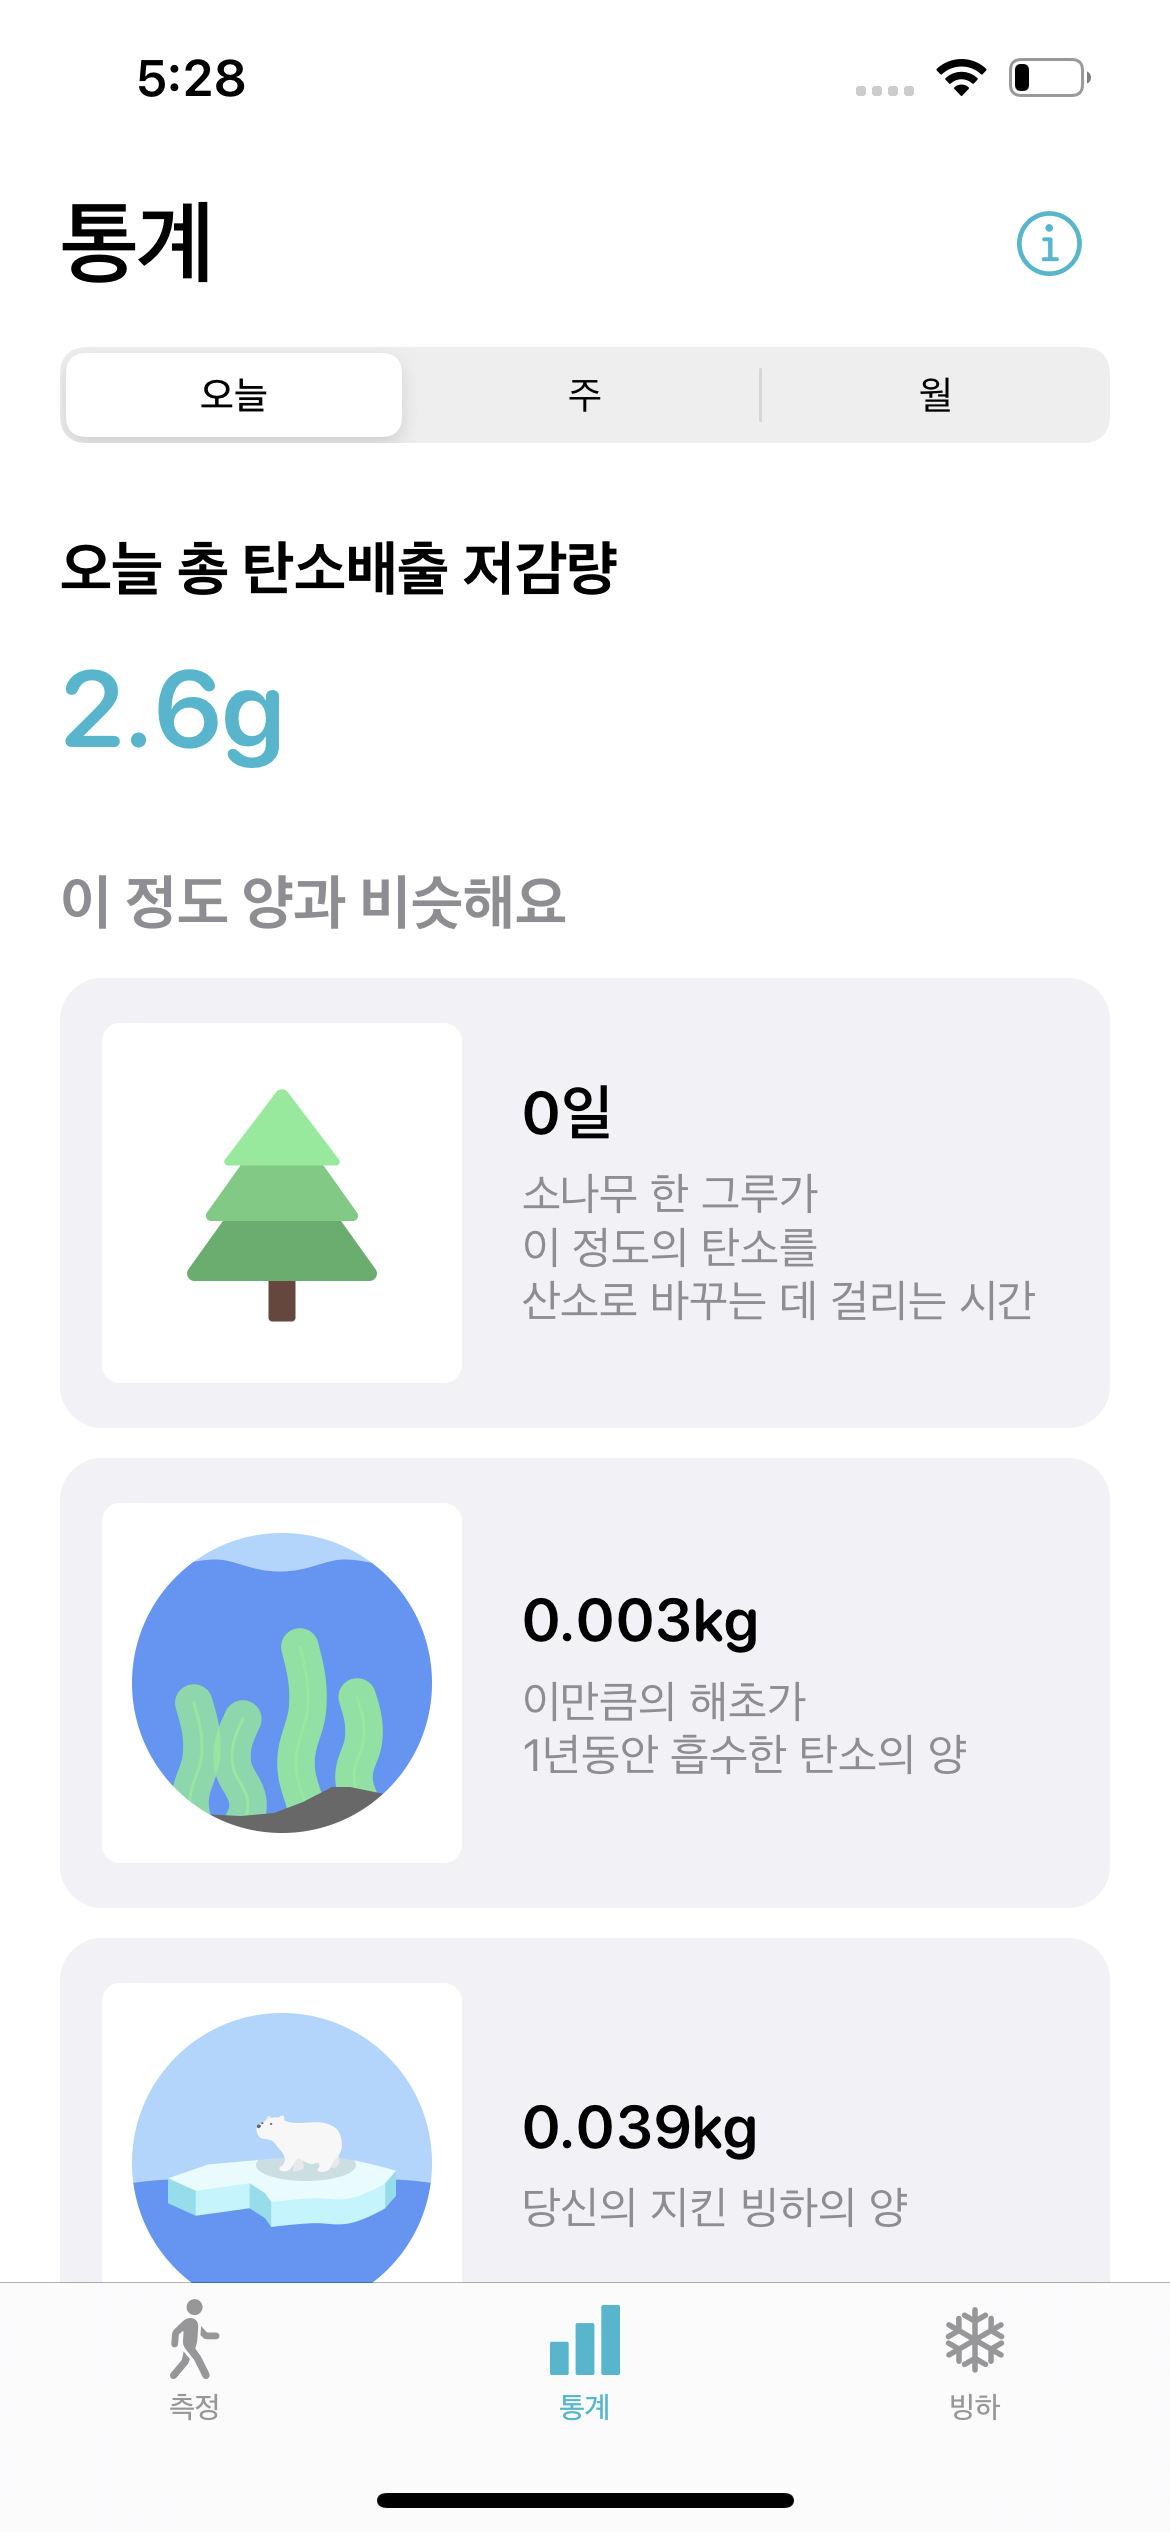 5:28
통계
오늘
주
월
오늘 총 탄소배출 저감량
2.6g
이 정도 양과 비슷해요
0일
소나무 한 그루가
이 정도의 탄소를
산소로 바꾸는 데 걸리는 시간
0.003kg
이만큼의 해초가
1년동안 흡수한 탄소의 양
0.039kg
당신의 지킨 빙하의 양
측정
통계
빙하